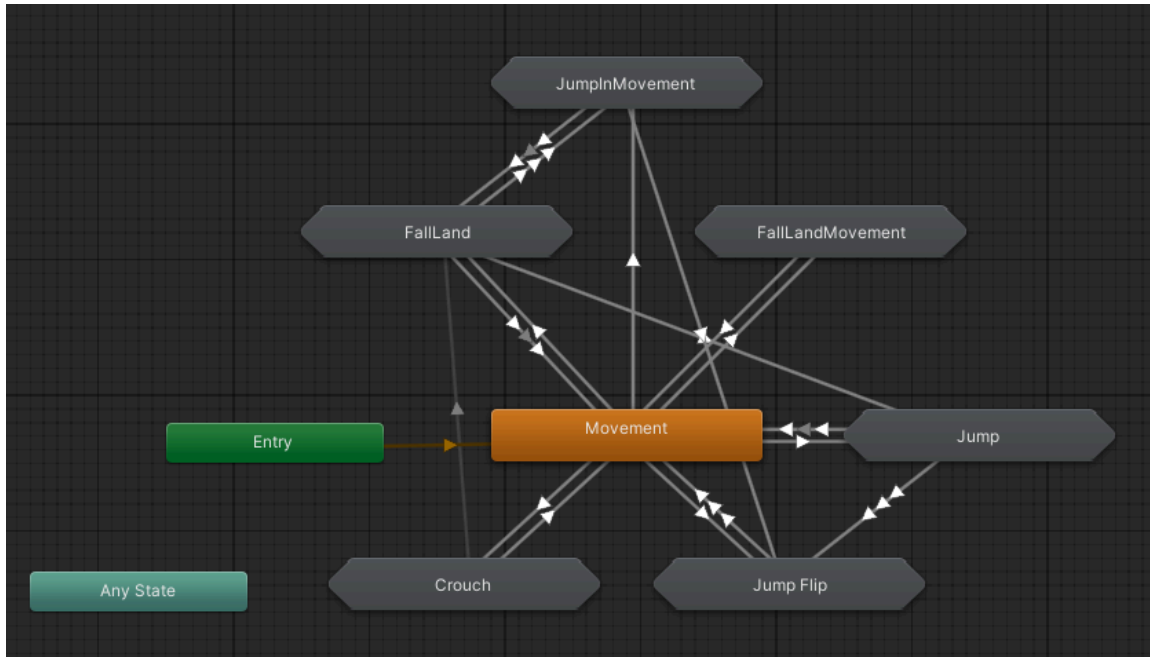 JumpInMovement
FallLand
FallLandMovement
Movement
Entry
Jump
Any State
Crouch
Jump Flip